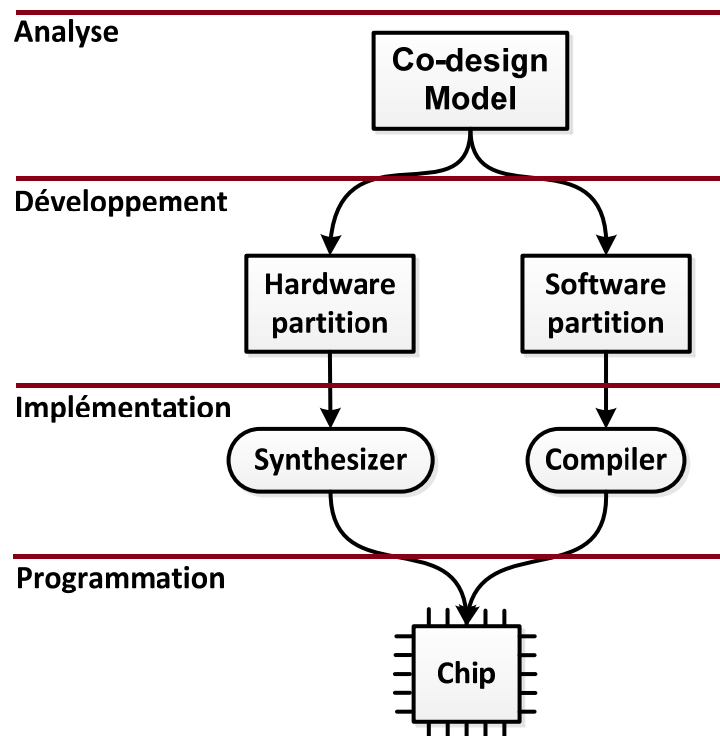 Analyse
Co-design
Model
Développement
Hardware
partition
Software
partition
Implémentation
Synthesizer
Compiler
Programmation
Chip